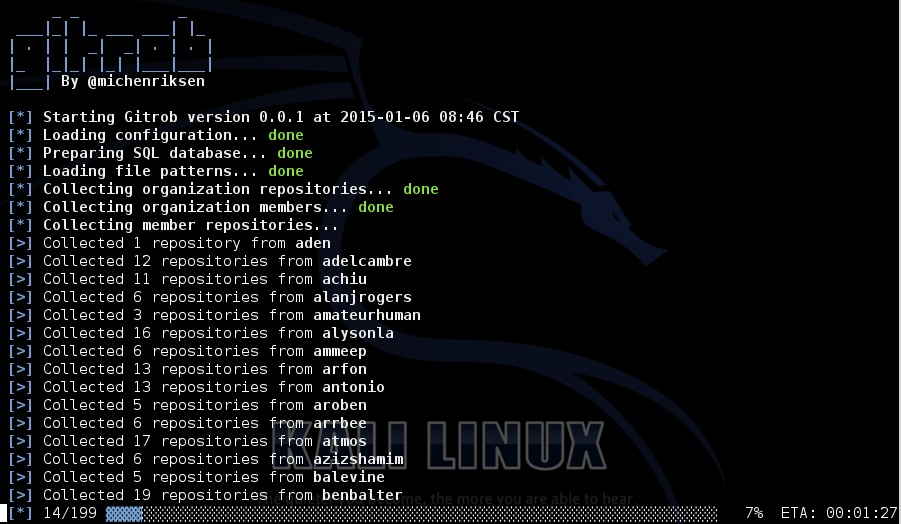 gitrob
By @michenriksen
[*] Starting Gitrob version 0.0.1 at 2015-01-06 08:46 CST
[*] Loading configuration... done
[*] Preparing SQL database... done
[*] Loading file patterns... done
[*] Collecting organization repositories... done
[*] Collecting organization members... done
[*] Collecting member repositories...
[>] Collected 1 repository from aden
[>] Collected 12 repositories from adelcambre
[>] Collected 11 repositories from achiu
[>] Collected 6 repositories from alanjrogers
[>] Collected 3 repositories from amateurhuman
[>] Collected 16 repositories from alysonla
[>] Collected 6 repositories from ammeep
[>] Collected 13 repositories from arfon
[>] Collected 13 repositories from antonio
[>] Collected 5 repositories from aroben
[>] Collected 6 repositories from arrbee
[>] Collected 17 repositories from atmos
[>] Collected 6 repositories from azizshamim
[>] Collected 5 repositories from balevine
[>] Collected 19 repositories from benbalter
[*] 14/199 7% ETA: 00:01:27
KALI LINUX
the more you are able to hear.